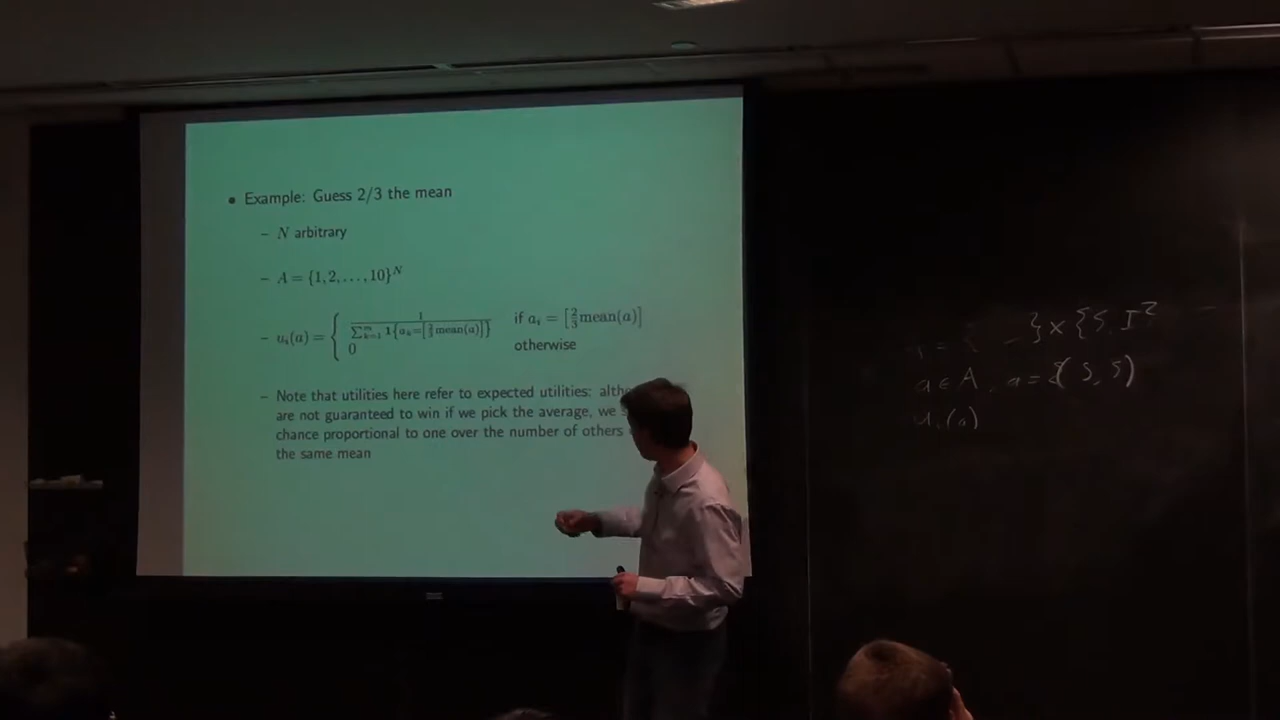 • Example: Guess 2/3 the mean
– N arbitrary
– A = {1, 2, . . . , 10}^N
– u_i(a) = { 1 / ∑_{k=1}^m 1{a_k=[2/3 mean(a)]} if a_i = [2/3 mean(a)]
0 otherwise
– Note that utilities here refer to expected utilities:
are not guaranteed to win if we pick the average, we
chance proportional to one over the number of others
the same mean
} × {S, I
a ∈ A, a = (S, S)
u_i(a)